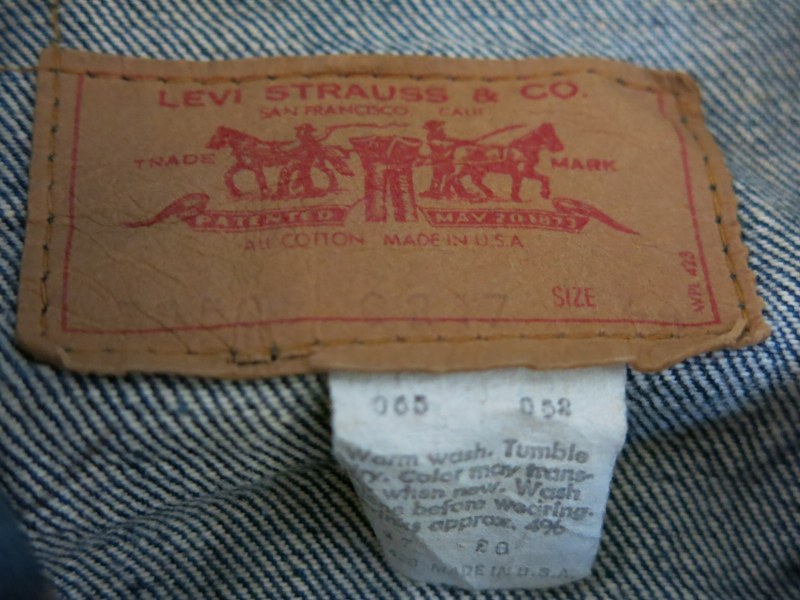 LEVI STRAUSS & CO.
SAN FRANCISCO CALIF
TRADE MARK
PATENTED MAY 20 1873
ALL COTTON MADE IN U.S.A.
SIZE
WPL 423
065 052
Warm wash. Tumble
Color may trans-
when new. Wash
before wearing.
approx. 4%
MADE IN U.S.A.